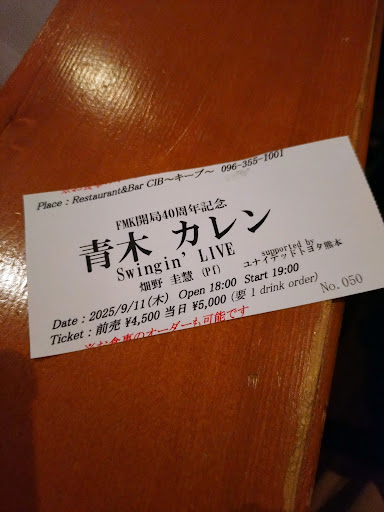 Place : Restaurant&Bar CIB～キーブ～ 096-355-1001
FMK開局40周年記念
青木 カレン
Swingin' LIVE
畑野 圭慧 (Pf)
supported by
ユナイテッドトヨタ熊本
Date : 2025/9/11(木) Open 18:00 Start 19:00
Ticket : 前売 ¥4,500 当日 ¥5,000 (要 1 drink order)
※お食事のオーダーも可能です
No. 050